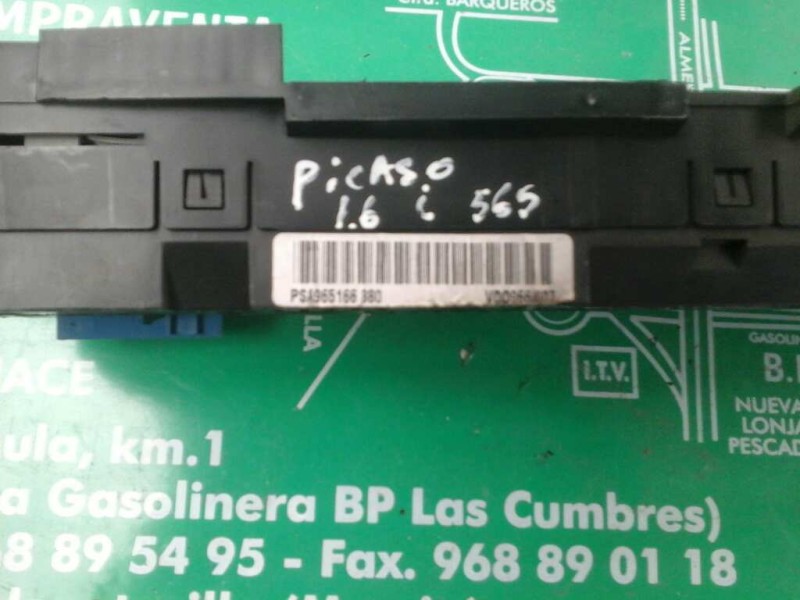 MPRAVENTA
Ctra. BARQUEROS
ALME
PICASO
1.6 i 565
PSA965166
LLA
I.T.V.
GASOLIN
B.
NUEVA
LONJA
PESCAD
ACE
ula, km.1
a Gasolinera BP Las Cumbres)
68 89 54 95 - Fax. 968 89 01 18